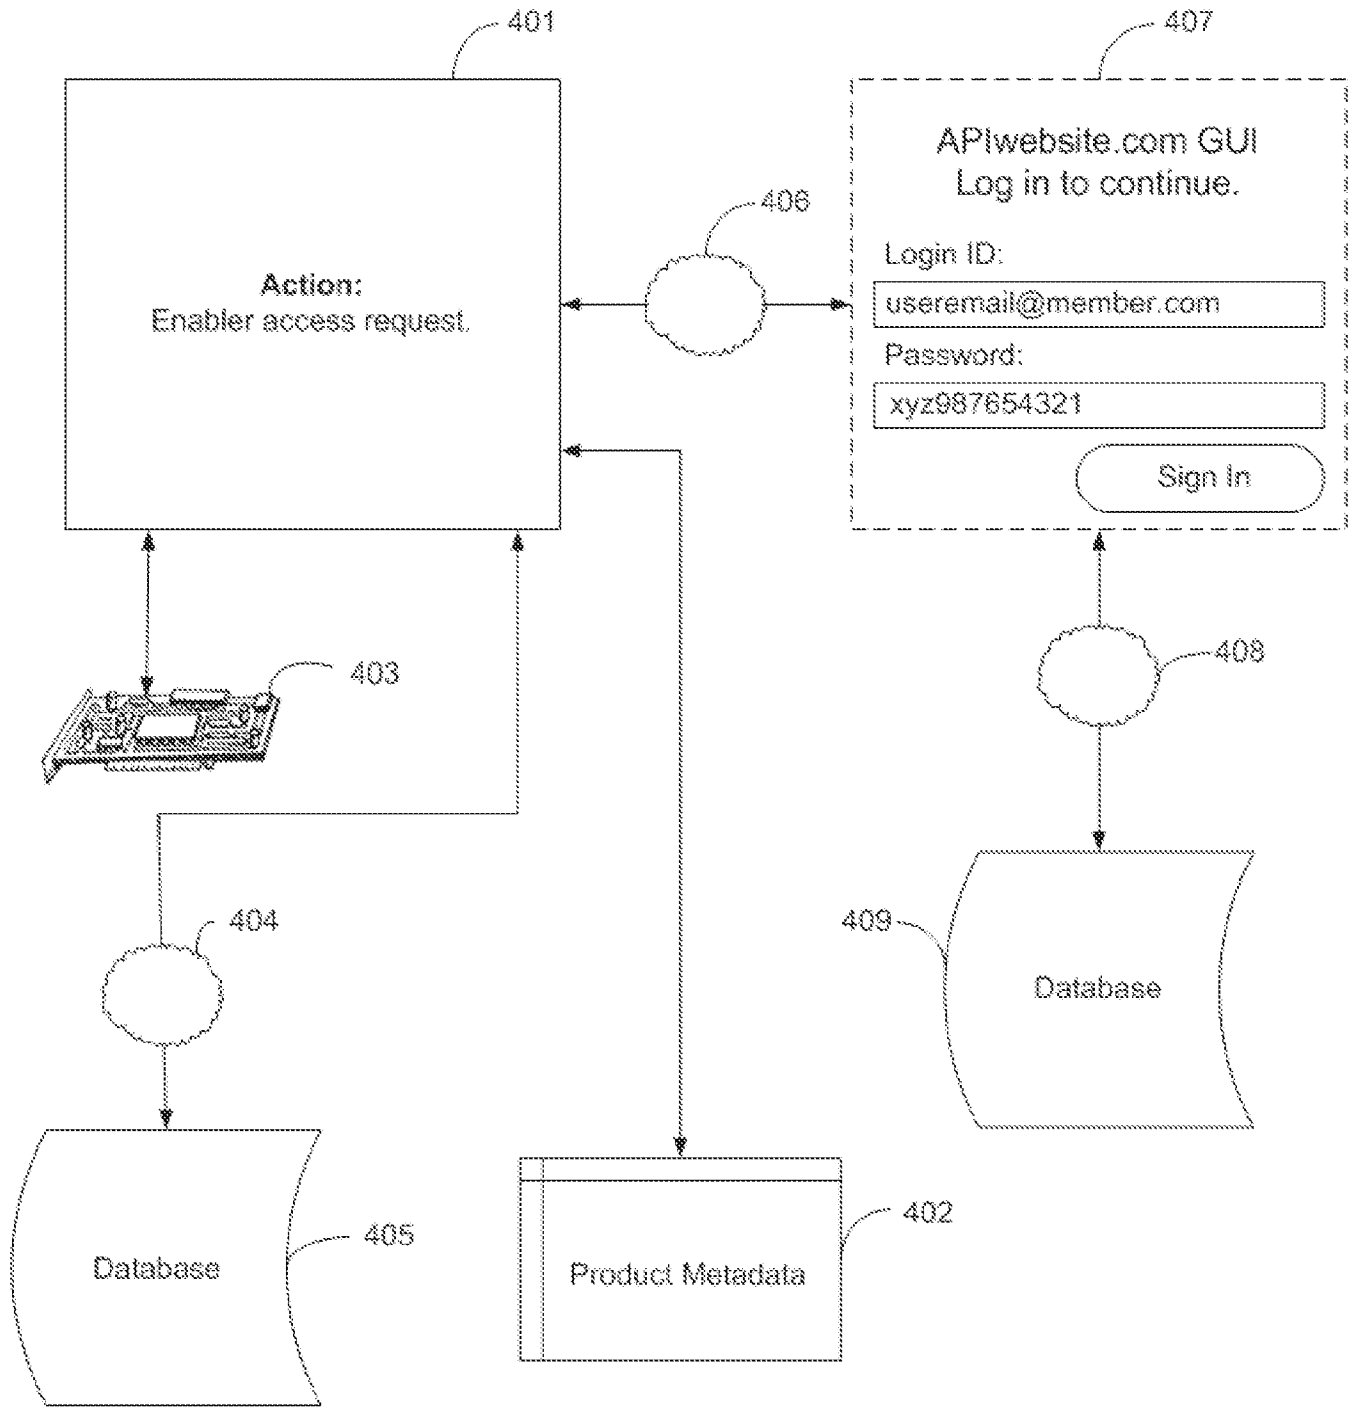 401
407
APIwebsite.com GUI
Log in to continue.
406
Login ID:
Action:
useremail@member.com
Enabler access request.
Password:
xyz987654321
Sign In
408
403
404
409
Database
402
405
Database
Product Metadata